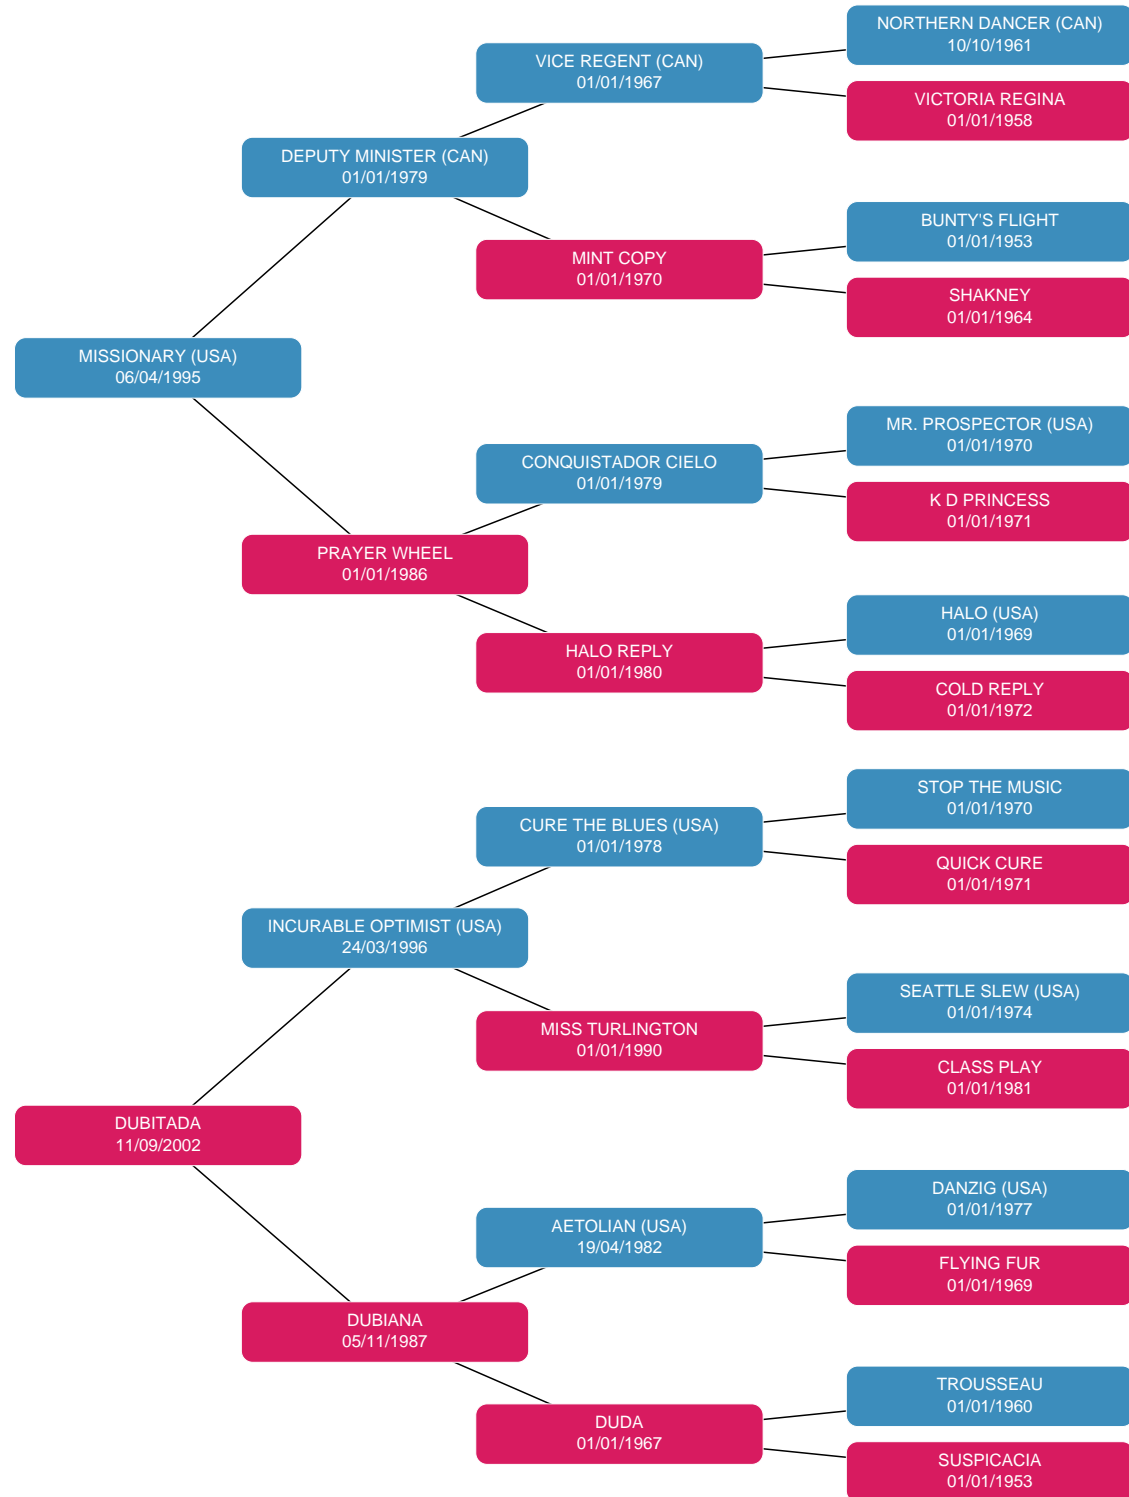 NORTHERN DANCER (CAN)
10/10/1961
VICE REGENT (CAN)
01/01/1967
VICTORIA REGINA
01/01/1958
DEPUTY MINISTER (CAN)
01/01/1979
BUNTY'S FLIGHT
01/01/1953
MINT COPY
01/01/1970
SHAKNEY
01/01/1964
MISSIONARY (USA)
06/04/1995
MR. PROSPECTOR (USA)
01/01/1970
CONQUISTADOR CIELO
01/01/1979
K D PRINCESS
01/01/1971
PRAYER WHEEL
01/01/1986
HALO (USA)
01/01/1969
HALO REPLY
01/01/1980
COLD REPLY
01/01/1972
STOP THE MUSIC
01/01/1970
CURE THE BLUES (USA)
01/01/1978
QUICK CURE
01/01/1971
INCURABLE OPTIMIST (USA)
24/03/1996
SEATTLE SLEW (USA)
01/01/1974
MISS TURLINGTON
01/01/1990
CLASS PLAY
01/01/1981
DUBITADA
11/09/2002
DANZIG (USA)
01/01/1977
AETOLIAN (USA)
19/04/1982
FLYING FUR
01/01/1969
DUBIANA
05/11/1987
TROUSSEAU
01/01/1960
DUDA
01/01/1967
SUSPICACIA
01/01/1953